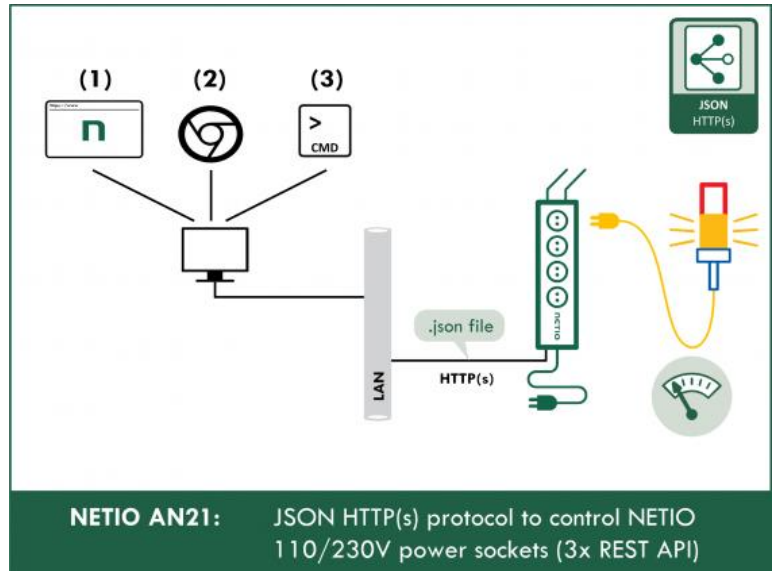 (1)
(2)
(3)
n
>
CMD
JSON
HTTP(s)
.json file
HTTP(s)
LAN
NETIO
NETIO AN21:
JSON HTTP(s) protocol to control NETIO
110/230V power sockets (3x REST API)